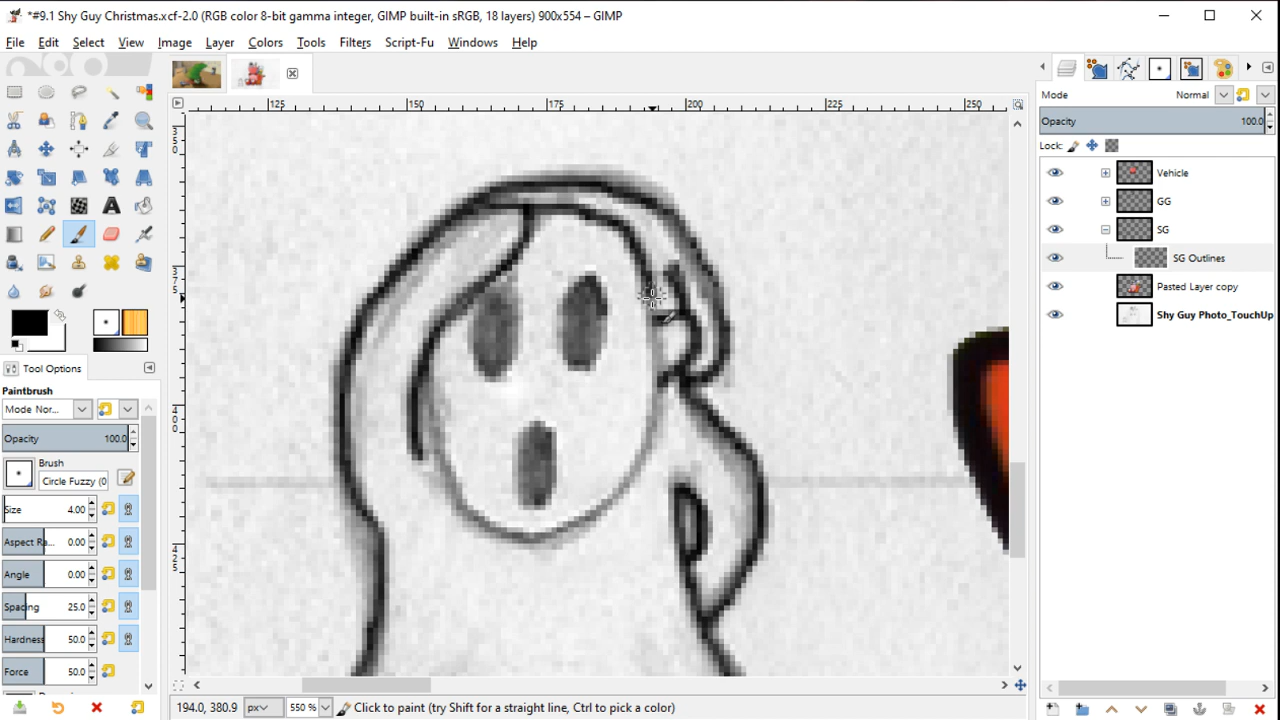 *#9.1 Shy Guy Christmas.xcf-2.0 (RGB color 8-bit gamma integer, GIMP built-in sRGB, 18 layers) 900x554 – GIMP
File Edit Select View Image Layer Colors Tools Filters Script-Fu Windows Help
125 150 175 200 225 250
Mode Normal
Opacity 100.0
Lock:
350
375
400
425
Vehicle
GG
SG
SG Outlines
Pasted Layer copy
Shy Guy Photo_TouchUp
Tool Options
Paintbrush
Mode Nor...
Opacity 100.0
Brush
Circle Fuzzy (0
Size 4.00
Aspect Ra... 0.00
Angle 0.00
Spacing 25.0
Hardness 50.0
Force 50.0
194.0, 380.9 px 550 % Click to paint (try Shift for a straight line, Ctrl to pick a color)